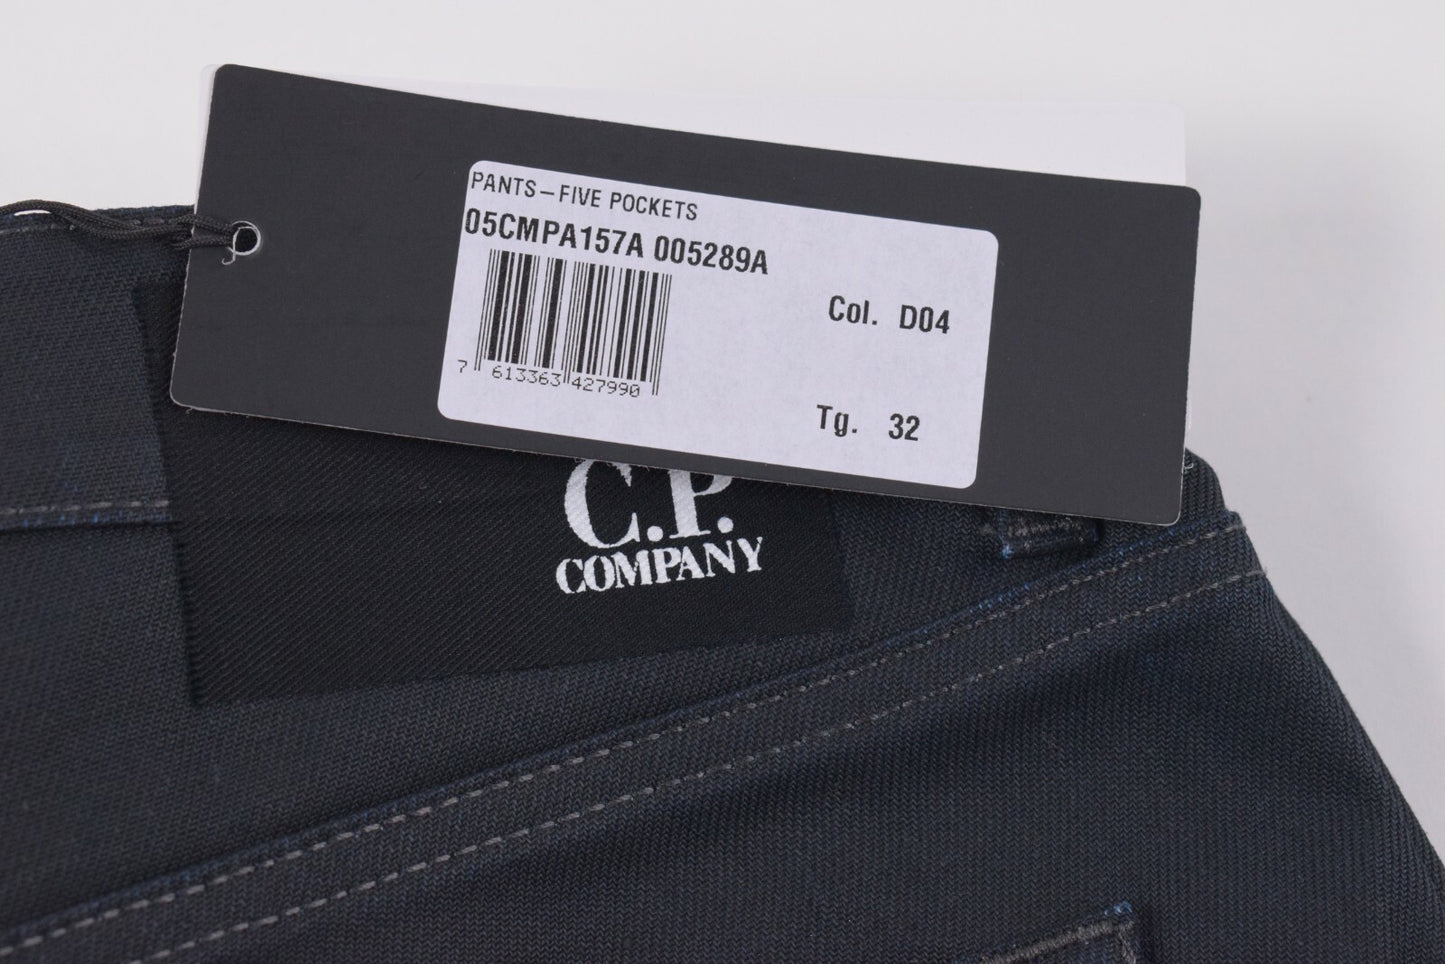 PANTS–FIVE POCKETS
05CMPA157A 005289A
Col. D04
7 613363 427990
Tg. 32
C.P.
COMPANY